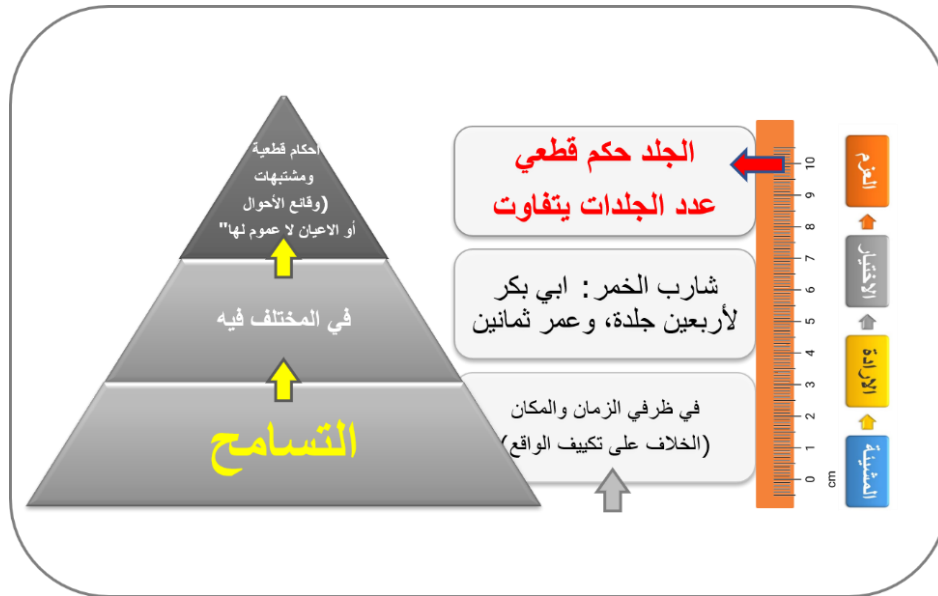 الجلد حكم قطعي
عدد الجلدات يتفاوت
شارب الخمر: ابي بكر
لأربعين جلدة، وعمر ثمانين
في ظرفي الزمان والمكان
(الخلاف على تكييف الواقع)
احكام قطعية
ومشتبهات
(وقائع الأحوال
أو الاعيان لا عموم لها"
في المختلف فيه
التسامح
العزم
الاختيار
الارادة
المشيئة
10
9
8
7
6
5
4
3
2
1
0
cm